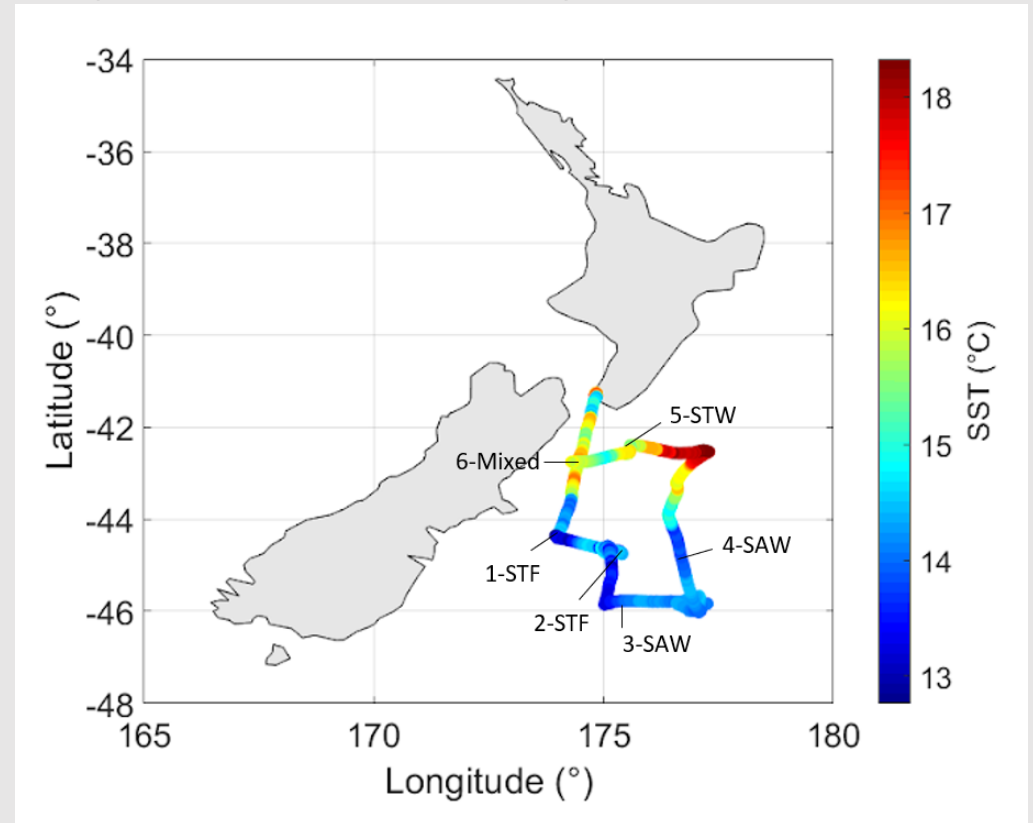 -34
-36
-38
-40
-42
-44
-46
-48
Latitude (°)
165
170
175
180
Longitude (°)
5-STW
6-Mixed
4-SAW
1-STF
2-STF
3-SAW
18
17
16
15
14
13
SST (°C)